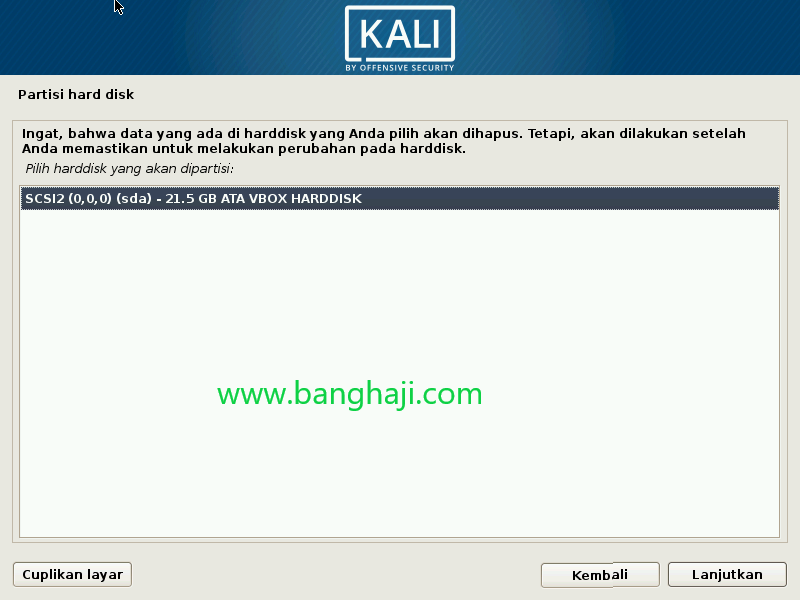 KALI
BY OFFENSIVE SECURITY
Partisi hard disk
Ingat, bahwa data yang ada di harddisk yang Anda pilih akan dihapus. Tetapi, akan dilakukan setelah
Anda memastikan untuk melakukan perubahan pada harddisk.
Pilih harddisk yang akan dipartisi:
SCSI2 (0,0,0) (sda) - 21.5 GB ATA VBOX HARDDISK
www.banghaji.com
Cuplikan layar
Kembali
Lanjutkan